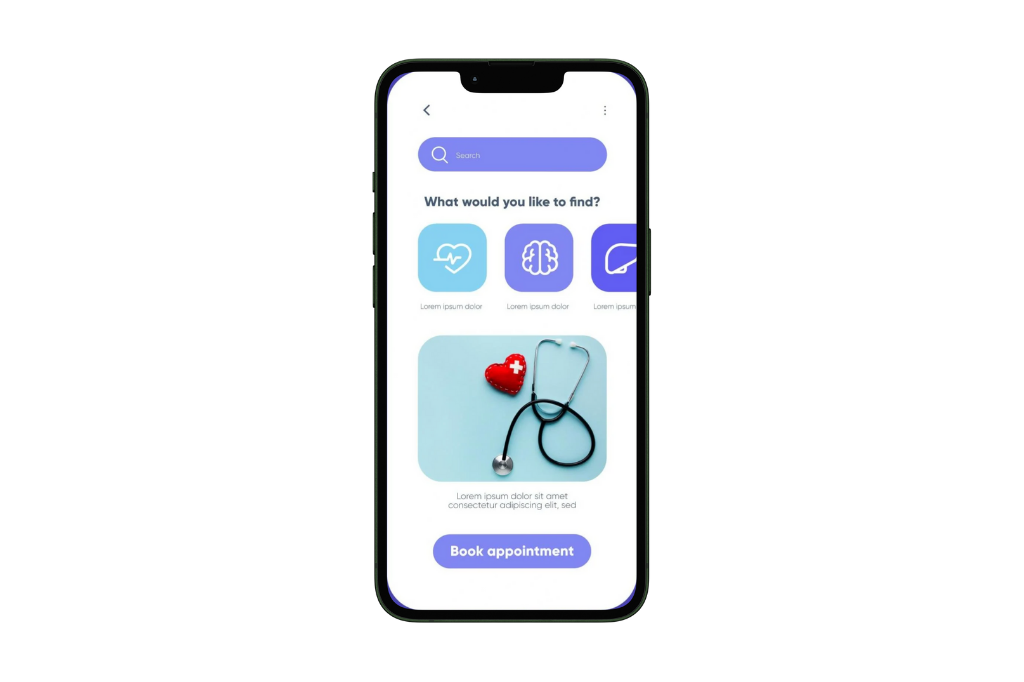 Search
What would you like to find?
Lorem ipsum dolor
Lorem ipsum dolor
Lorem ipsum
Lorem ipsum dolor sit amet
consectetur adipiscing elit, sed
Book appointment